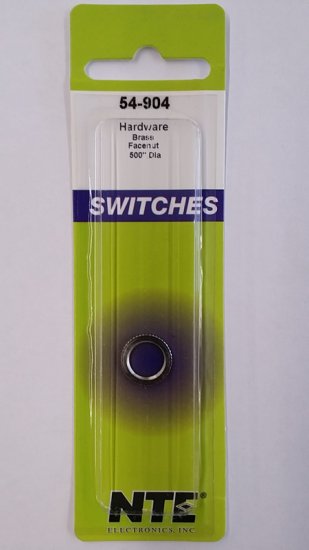 54-904
Hardware
Brass
Facenut
500" Dia
SWITCHES
NTE®
ELECTRONICS, INC.